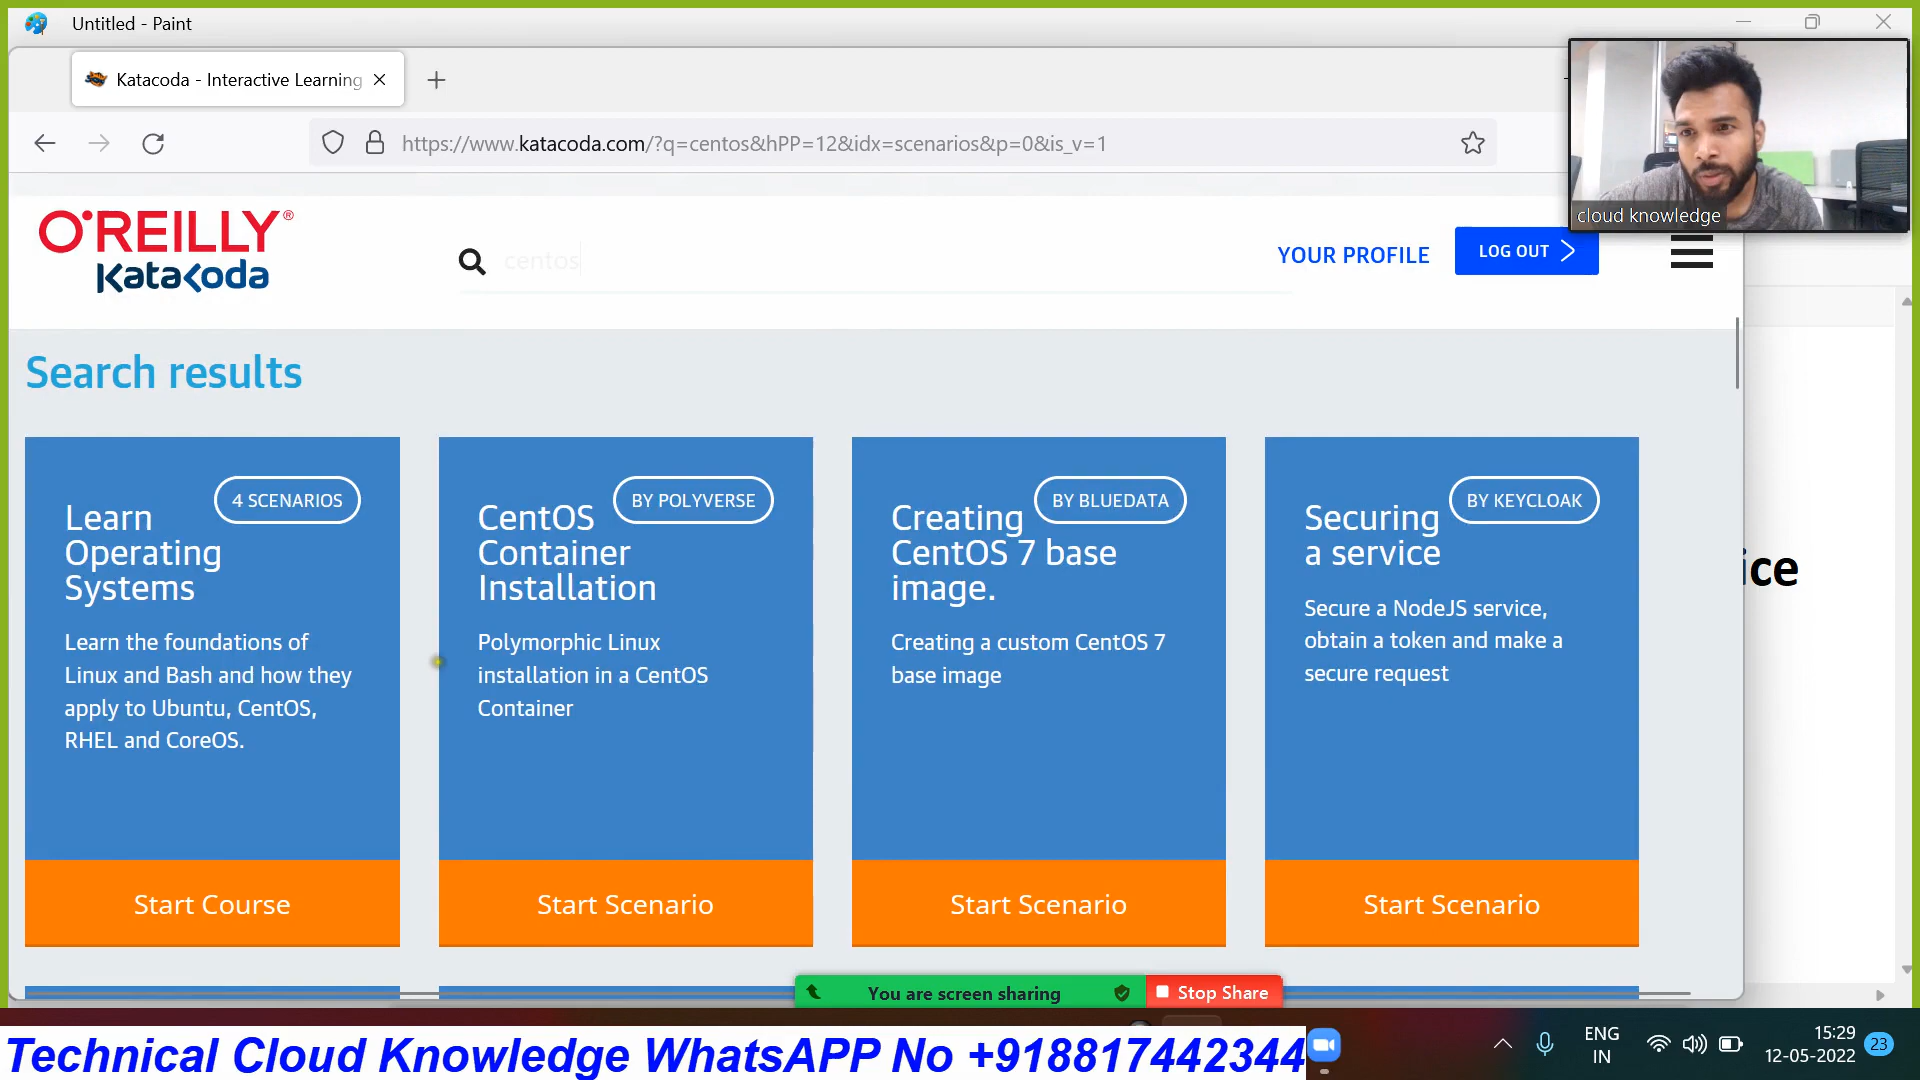 Untitled - Paint
Katacoda - Interactive Learning
https://www.katacoda.com/?q=centos&hPP=12&idx=scenarios&p=0&is_v=1
cloud knowledge
O'REILLY®
Katacoda
centos
YOUR PROFILE
LOG OUT
Search results
4 SCENARIOS
Learn
Operating
Systems
Learn the foundations of
Linux and Bash and how they
apply to Ubuntu, CentOS,
RHEL and CoreOS.
Start Course
BY POLYVERSE
CentOS
Container
Installation
Polymorphic Linux
installation in a CentOS
Container
Start Scenario
BY BLUEDATA
Creating
CentOS 7 base
image.
Creating a custom CentOS 7
base image
Start Scenario
BY KEYCLOAK
Securing
a service
Secure a NodeJS service,
obtain a token and make a
secure request
Start Scenario
ice
You are screen sharing
Stop Share
Technical Cloud Knowledge WhatsAPP No +918817442344
ENG
IN
15:29
12-05-2022
23